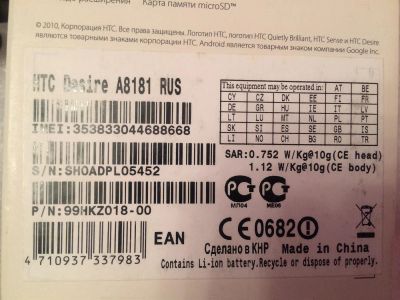 расширения Карта памяти microSD™
© 2010, Корпорация HTC. Все права защищены. Логотип HTC, логотип HTC Quietly Brilliant, HTC Sense и HTC Desire
являются товарными знаками корпорации HTC. Android является товарным знаком компании Google Inc.
HTC Desire A8181 RUS
This equipment may be operated in: AT BE
CY CZ DK EE FI FR
DE GR HU IE IT LV
LT LU MT NL PL PT
SK SI ES SE GB IS
LI NO CH BG RO TR
IMEI:353833044688668
SAR:0.752 W/Kg@10g(CE head)
1.12 W/Kg@10g(CE body)
S/N:SH0ADPL05452
МЛ04 МЕ06
P/N:99HKZ018-00
CE0682
EAN
Сделано в КНР Made in China
Contains Li-ion battery.Recycle or dispose of properly.
4 710937 337983